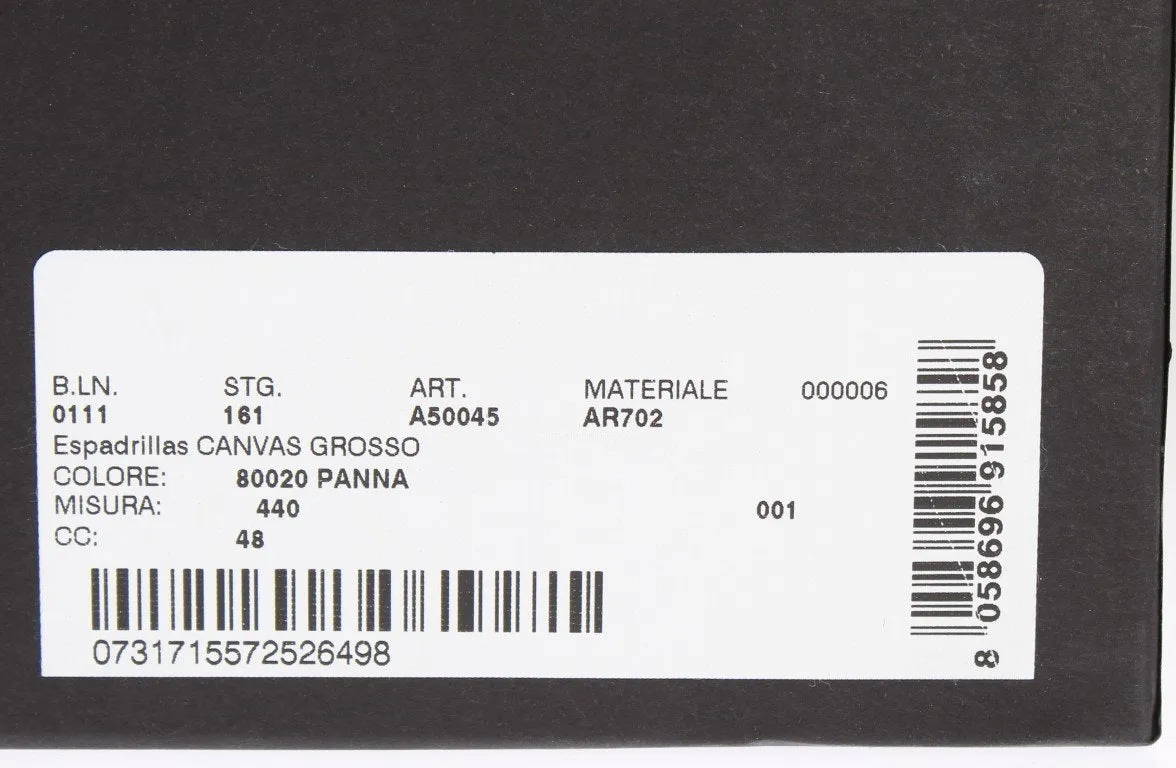 B.LN. STG. ART. MATERIALE 000006
0111 161 A50045 AR702
Espadrillas CANVAS GROSSO
COLORE: 80020 PANNA
MISURA: 440 001
CC: 48
0731715572526498
8 058696 915858